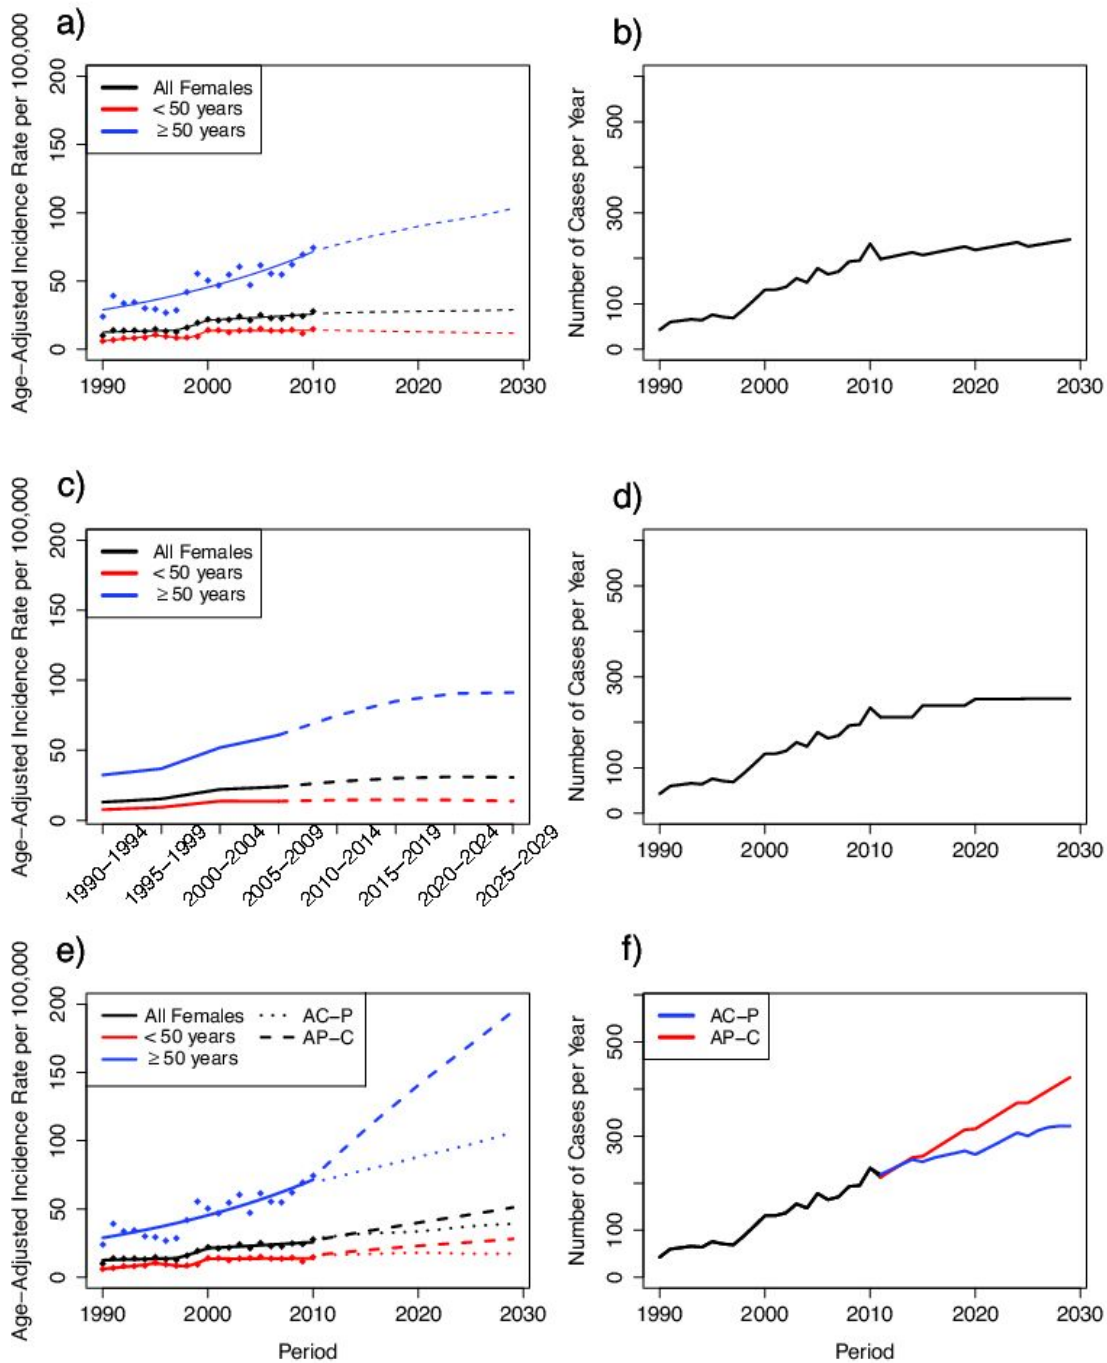 a)
Age-Adjusted Incidence Rate per 100,000
200
150
100
50
0
All Females
< 50 years
≥ 50 years
1990 2000 2010 2020 2030
b)
Number of Cases per Year
500
300
100
0
1990 2000 2010 2020 2030
c)
Age-Adjusted Incidence Rate per 100,000
200
150
100
50
0
All Females
< 50 years
≥ 50 years
1990-1994 1995-1999 2000-2004 2005-2009 2010-2014 2015-2019 2020-2024 2025-2029
d)
Number of Cases per Year
500
300
100
0
1990 2000 2010 2020 2030
e)
Age-Adjusted Incidence Rate per 100,000
200
150
100
50
0
All Females AC-P
< 50 years AP-C
≥ 50 years
1990 2000 2010 2020 2030
Period
f)
Number of Cases per Year
500
300
100
0
AC-P
AP-C
1990 2000 2010 2020 2030
Period